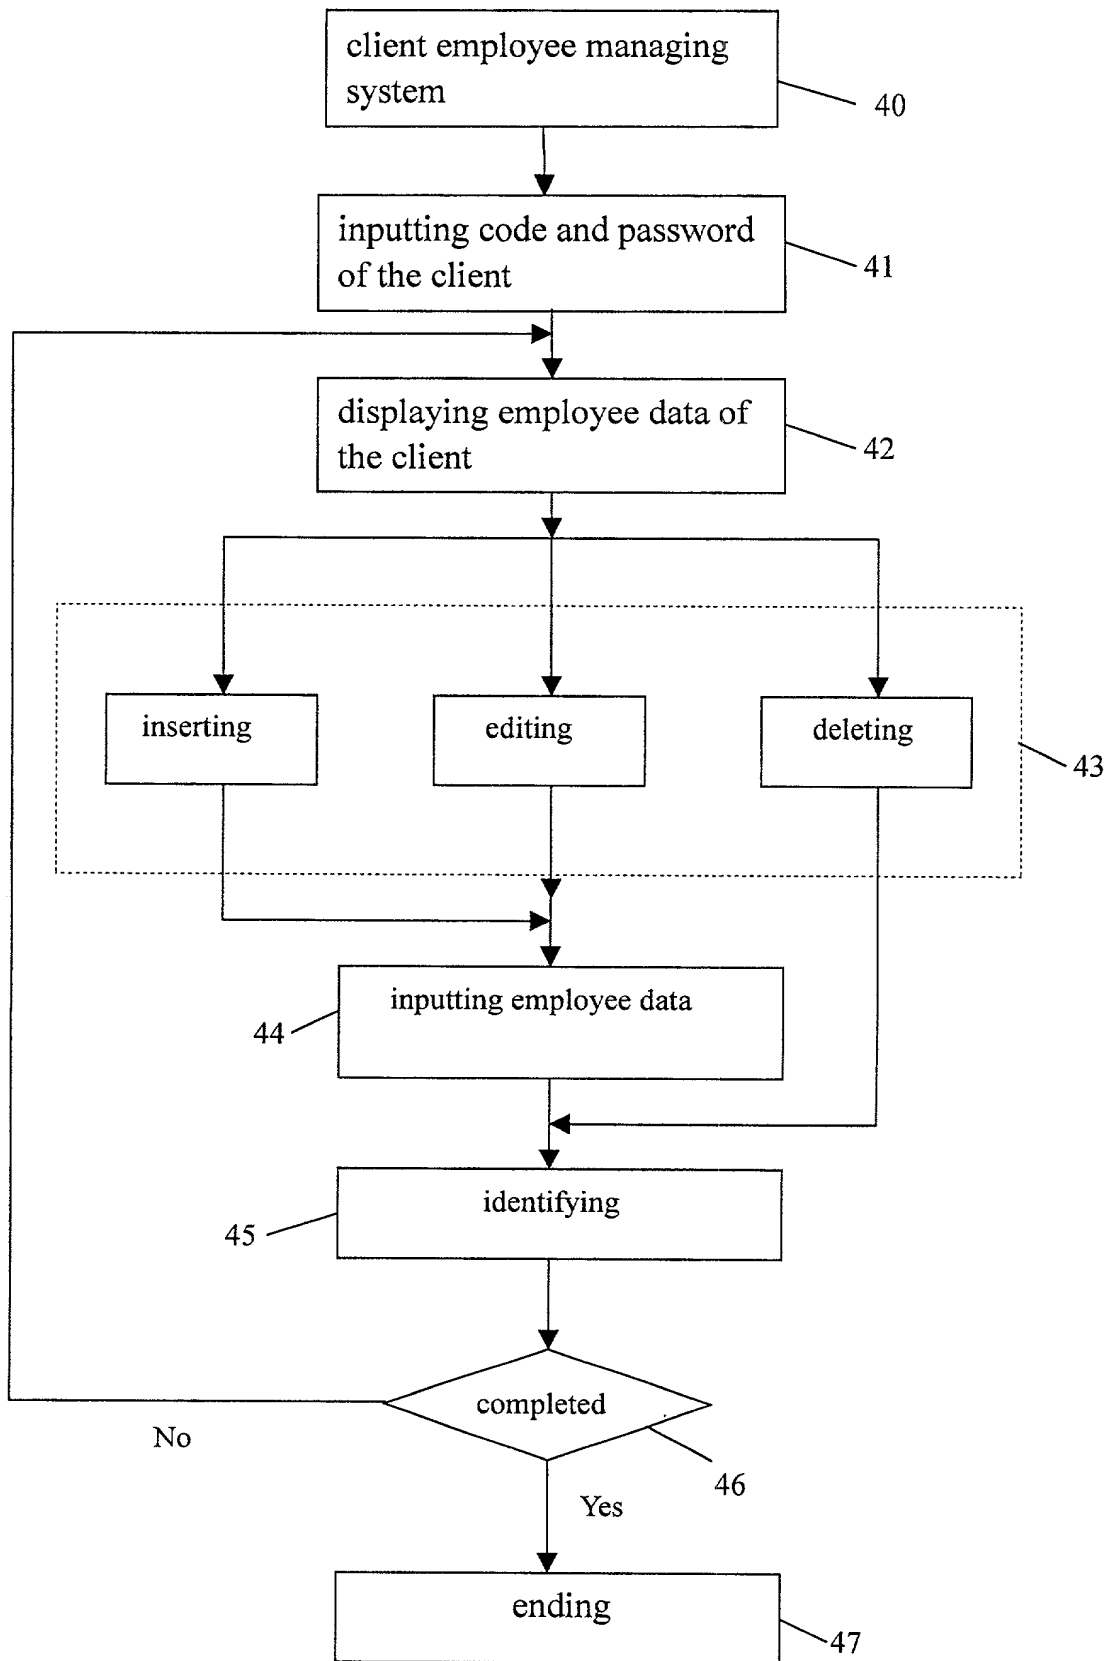 client employee managing
system
40
inputting code and password
of the client
41
displaying employee data of
the client
42
inserting
editing
deleting
43
inputting employee data
44
identifying
45
completed
No
46
Yes
ending
47